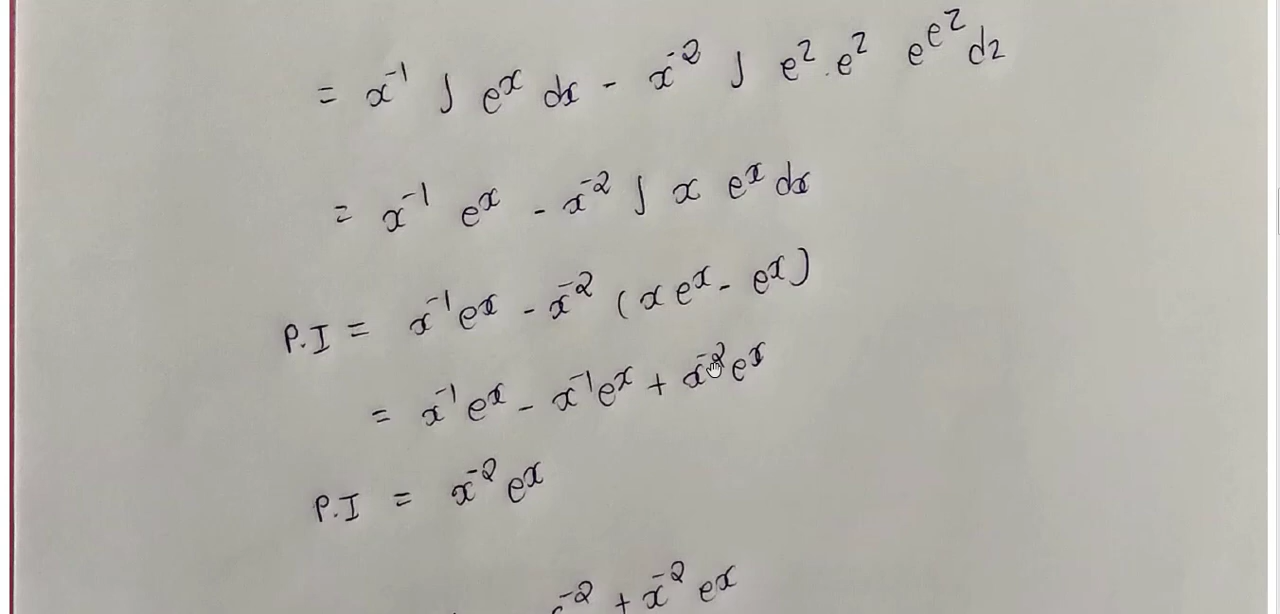 = x⁻¹ ∫ eˣ dx - x⁻² ∫ eᶻ.eᶻ e^e^z dz
= x⁻¹ eˣ - x⁻² ∫ x eˣ dx
P.I = x⁻¹eˣ - x⁻² (x eˣ - eˣ)
= x⁻¹eˣ - x⁻¹eˣ + x⁻²eˣ
P.I = x⁻² eˣ
x⁻² + x⁻² eˣ